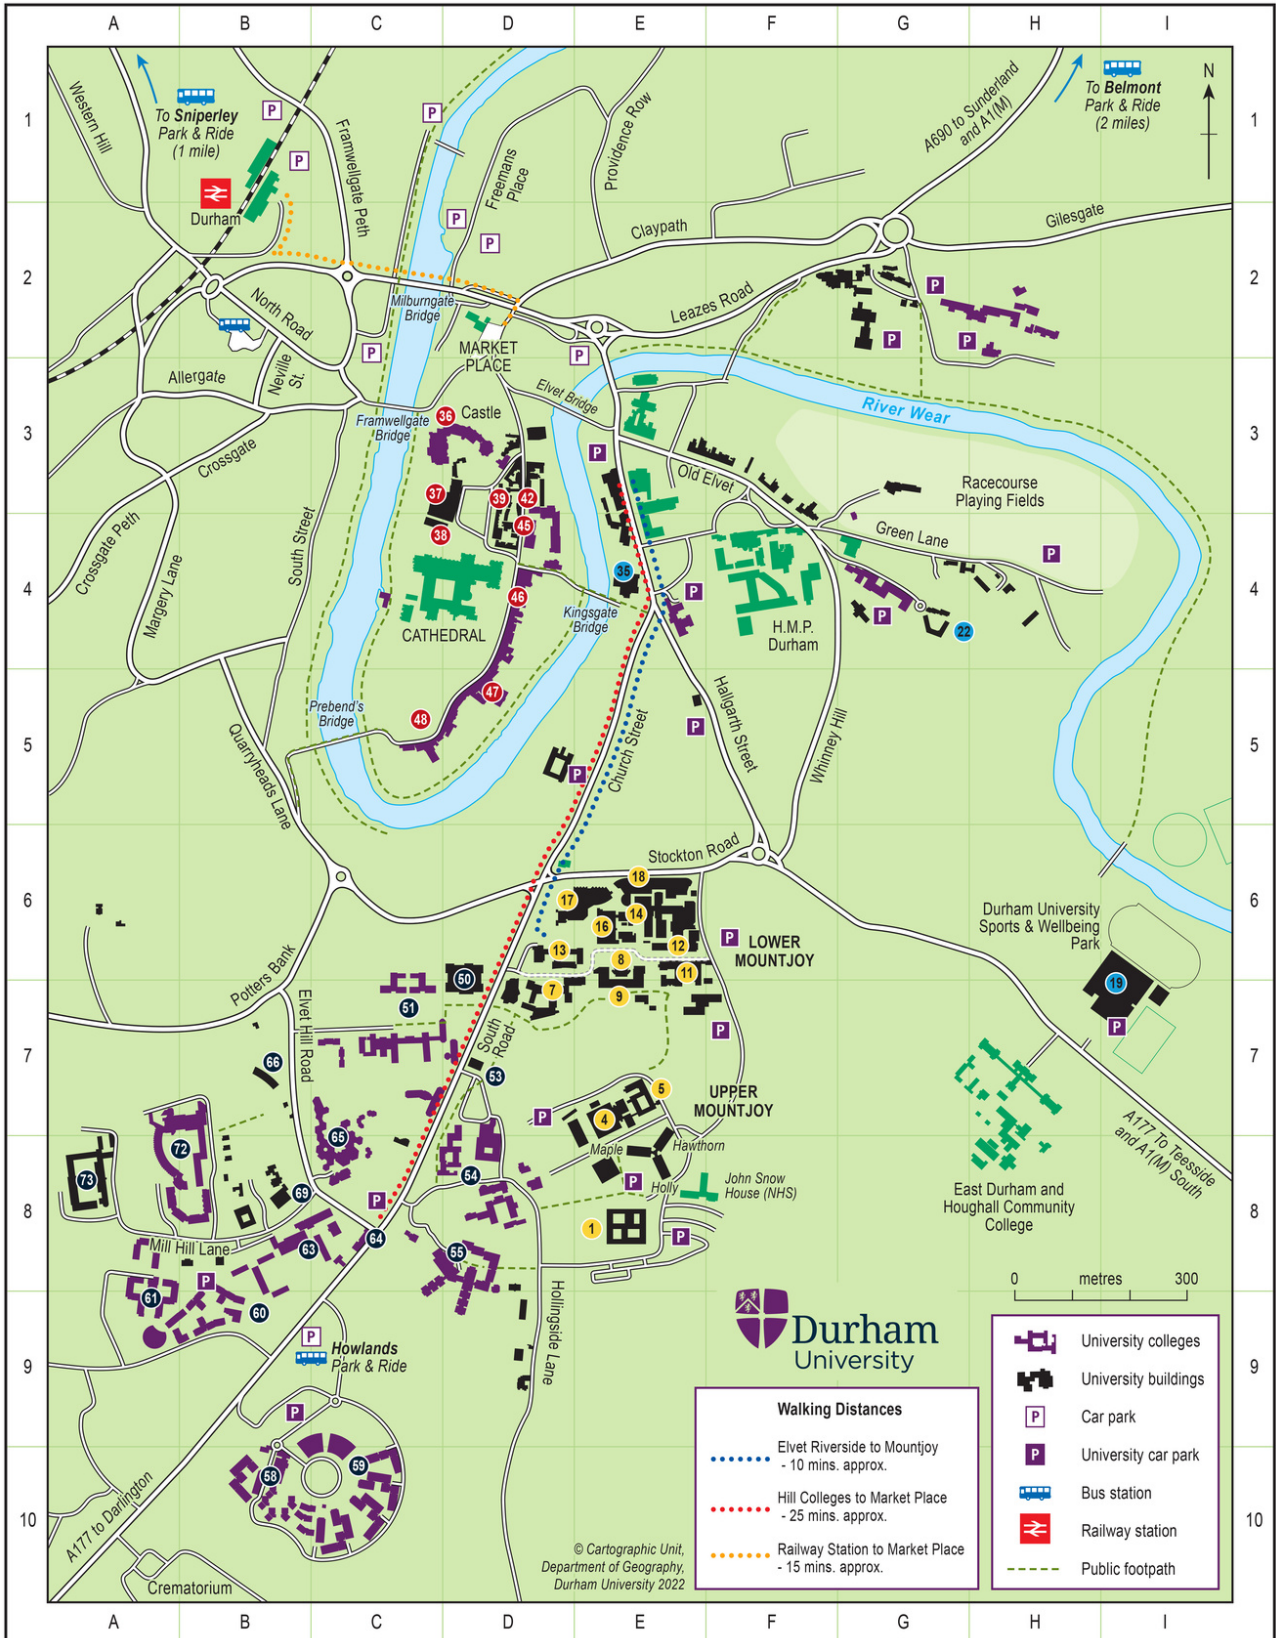 A B C D E F G H I
1
2
3
4
5
6
7
8
9
10
1
2
3
4
5
6
7
8
9
10
A B C D E F G H I
Western Hill
To Sniperley
Park & Ride
(1 mile)
P
P
P
Framwellgate Peth
Durham
Freemans
Place
Providence Row
P
P
Claypath
A690 to Sunderland
and A1(M)
To Belmont
Park & Ride
(2 miles)
N
Gilesgate
North Road
Milburngate
Bridge
Leazes Road
P
P
P
P
MARKET
PLACE
P
Allergate
Neville
St.
Elvet Bridge
River Wear
36
Castle
Framwellgate
Bridge
Crossgate
P
Old Elvet
Racecourse
Playing Fields
37
39
42
38
45
South Street
Crossgate Peth
Margery Lane
Green Lane
P
35
46
P
Kingsgate
Bridge
CATHEDRAL
H.M.P.
Durham
P
22
47
48
Prebend's
Bridge
Quarryheads Lane
Church Street
Hallgarth Street
Whinney Hill
P
P
Stockton Road
18
17
14
16
12
13
8
11
7
9
P
LOWER
MOUNTJOY
Durham University
Sports & Wellbeing
Park
19
P
Potters Bank
50
51
Elvet Hill Road
South
Road
P
66
53
5
UPPER
MOUNTJOY
4
P
A177 To Teesside
and A1(M) South
72
65
Maple
Hawthorn
73
54
69
P
P
Holly
John Snow
House (NHS)
East Durham and
Houghall Community
College
1
P
Mill Hill Lane
63
64
55
61
P
60
Hollingside Lane
P
Howlands
Park & Ride
P
58
59
A177 to Darlington
Crematorium
0 metres 300
Durham
University
Walking Distances
Elvet Riverside to Mountjoy
- 10 mins. approx.
Hill Colleges to Market Place
- 25 mins. approx.
Railway Station to Market Place
- 15 mins. approx.
University colleges
University buildings
P Car park
P University car park
Bus station
Railway station
Public footpath
© Cartographic Unit,
Department of Geography,
Durham University 2022